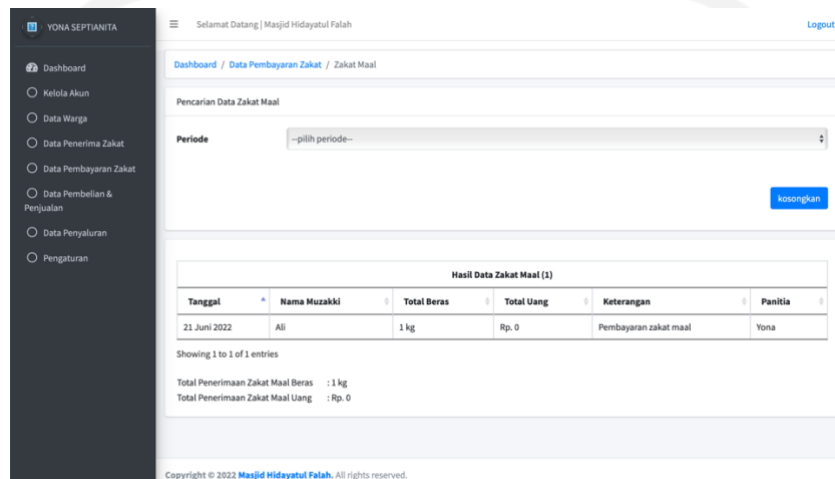 YONA SEPTIANITA
Dashboard
Kelola Akun
Data Warga
Data Penerima Zakat
Data Pembayaran Zakat
Data Pembelian &
Penjualan
Data Penyaluran
Pengaturan
Selamat Datang | Masjid Hidayatul Falah
Logout
Dashboard / Data Pembayaran Zakat / Zakat Maal
Pencarian Data Zakat Maal
Periode
--pilih periode--
kosongkan
Hasil Data Zakat Maal (1)
Tanggal Nama Muzakki Total Beras Total Uang Keterangan Panitia
21 Juni 2022 Ali 1 kg Rp. 0 Pembayaran zakat maal Yona
Showing 1 to 1 of 1 entries
Total Penerimaan Zakat Maal Beras : 1 kg
Total Penerimaan Zakat Maal Uang : Rp. 0
Copyright © 2022 Masjid Hidayatul Falah. All rights reserved.